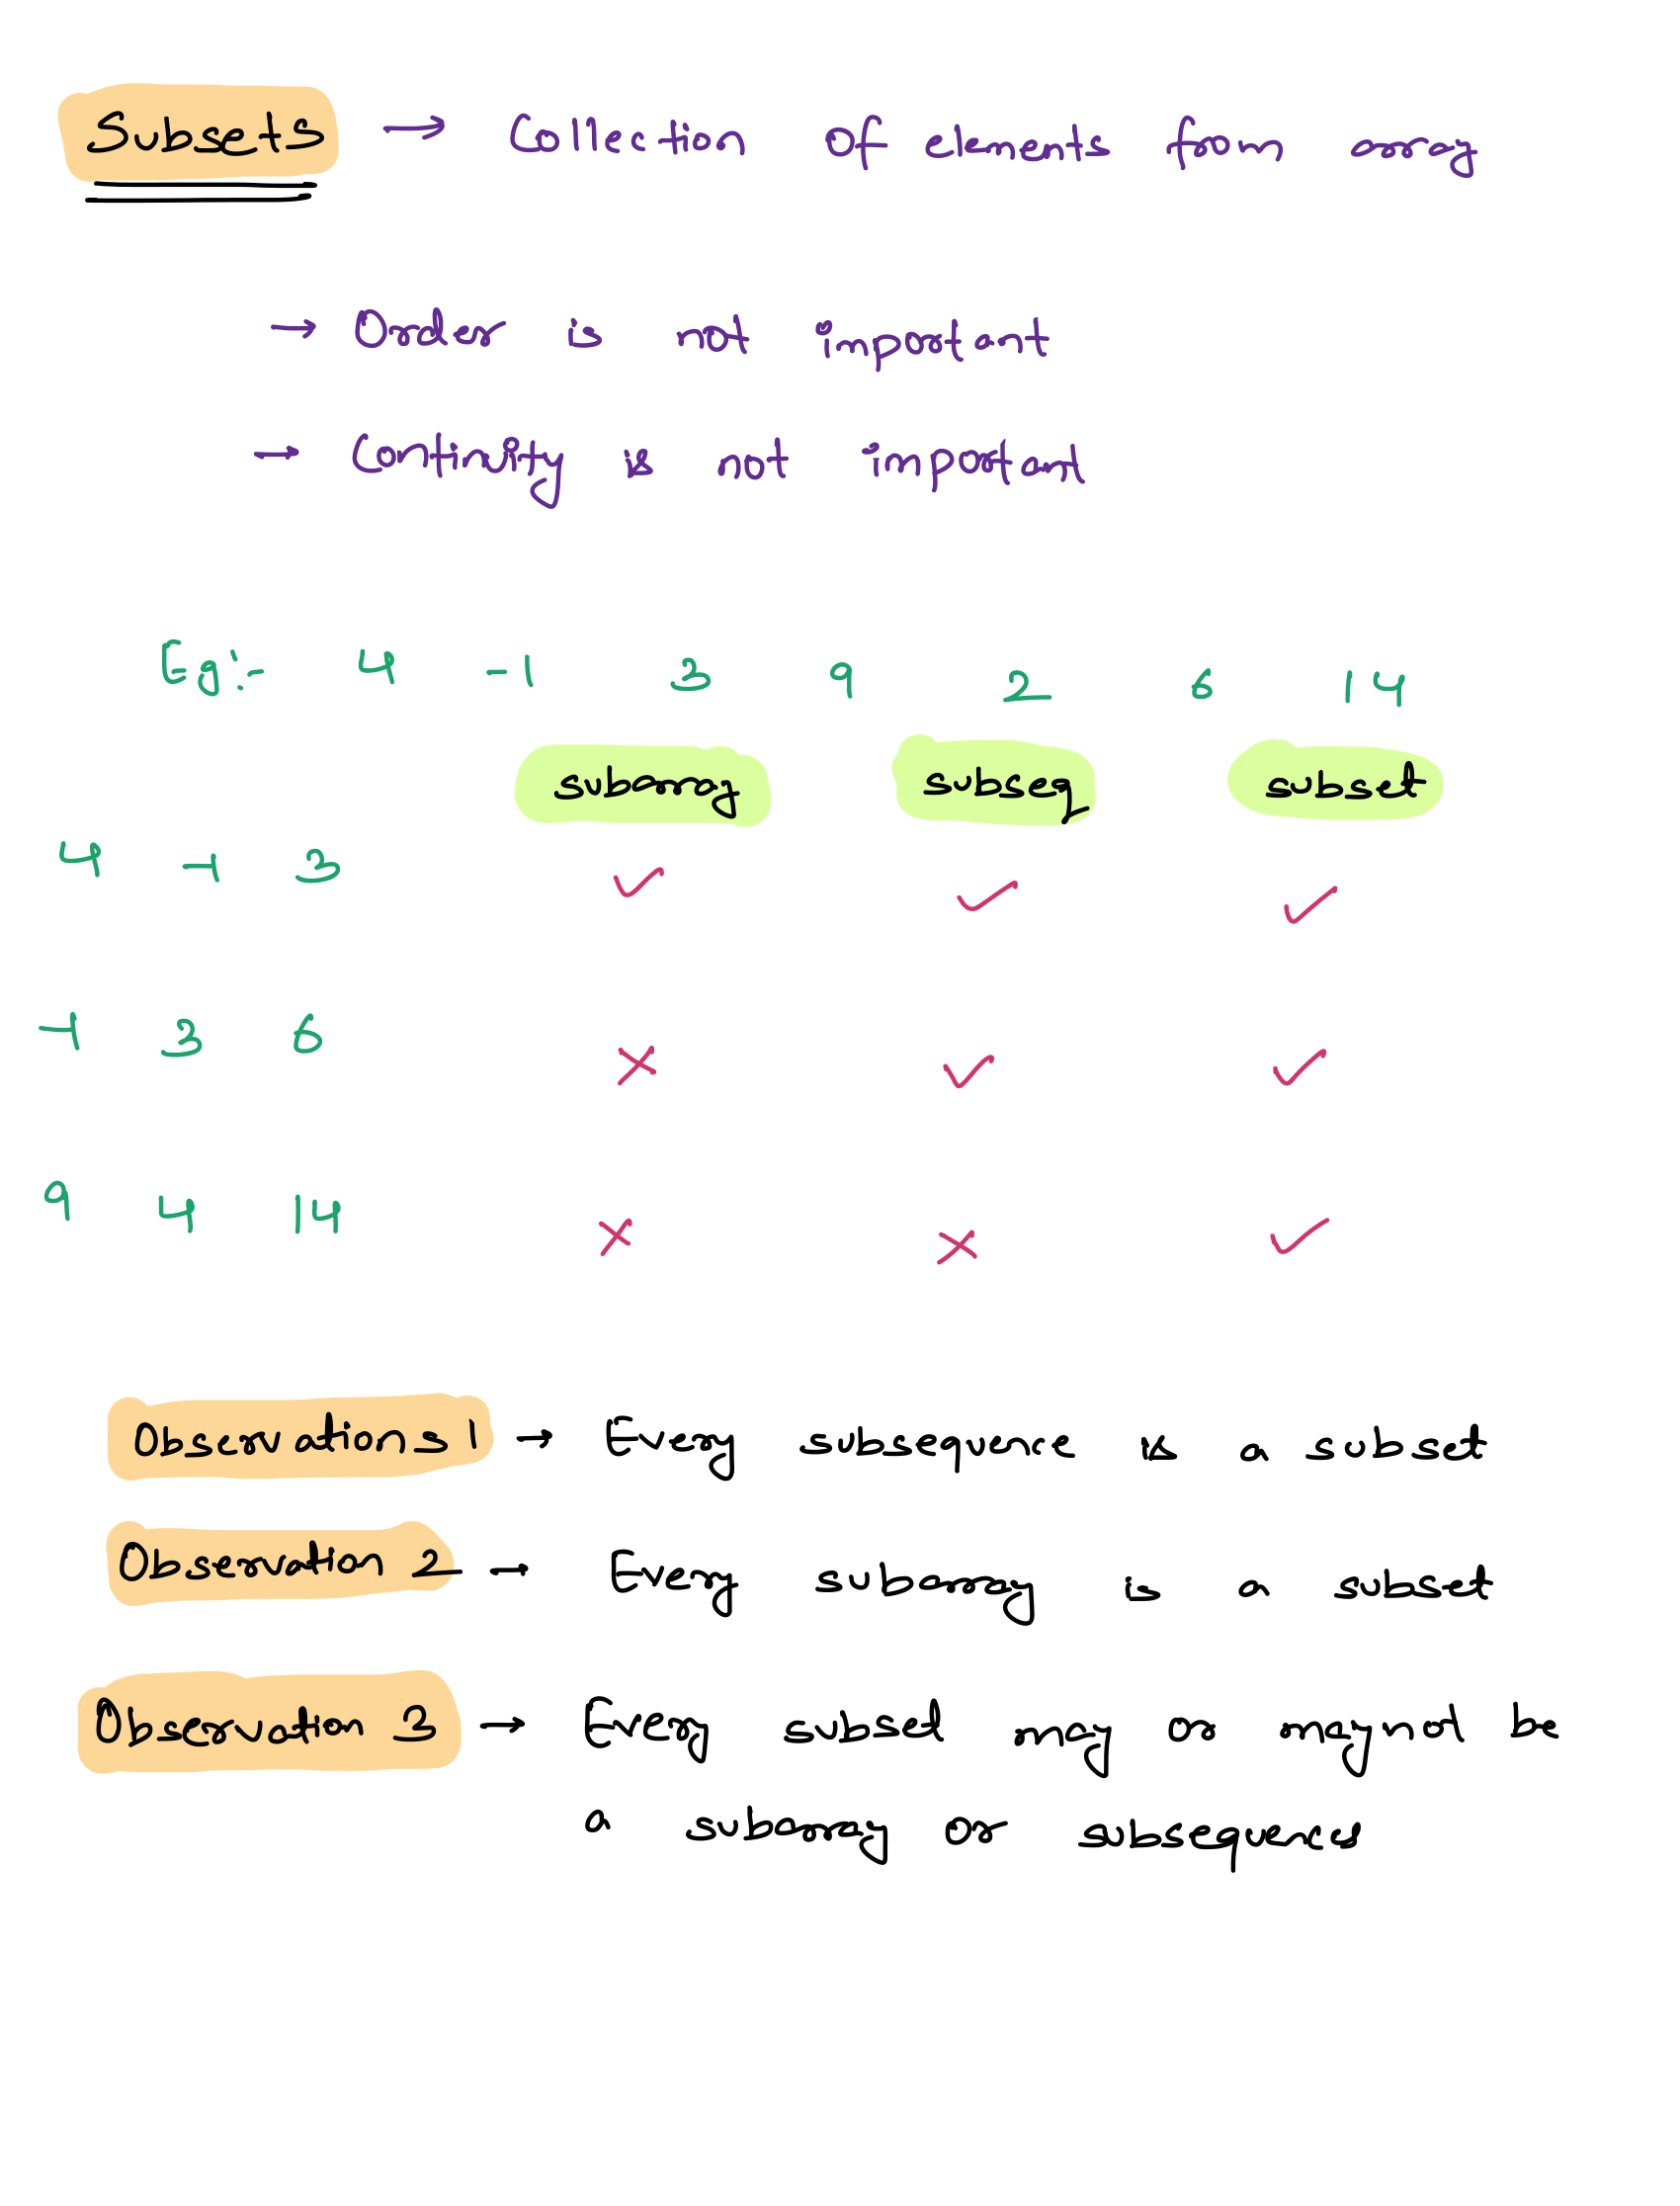 Subsets → Collection Of elements from array
→ Order is not important
→ Continuity is not important
Eg:- 4 -1 3 9 2 6 14
subarray subseq subset
4 -1 3 ✓ ✓ ✓
-1 3 6 ✗ ✓ ✓
9 4 14 ✗ ✗ ✓
Observations 1 → Every subsequence is a subset
Observation 2 → Every subarray is a subset
Observation 3 → Every subset may or may not be
a subarray or subsequences